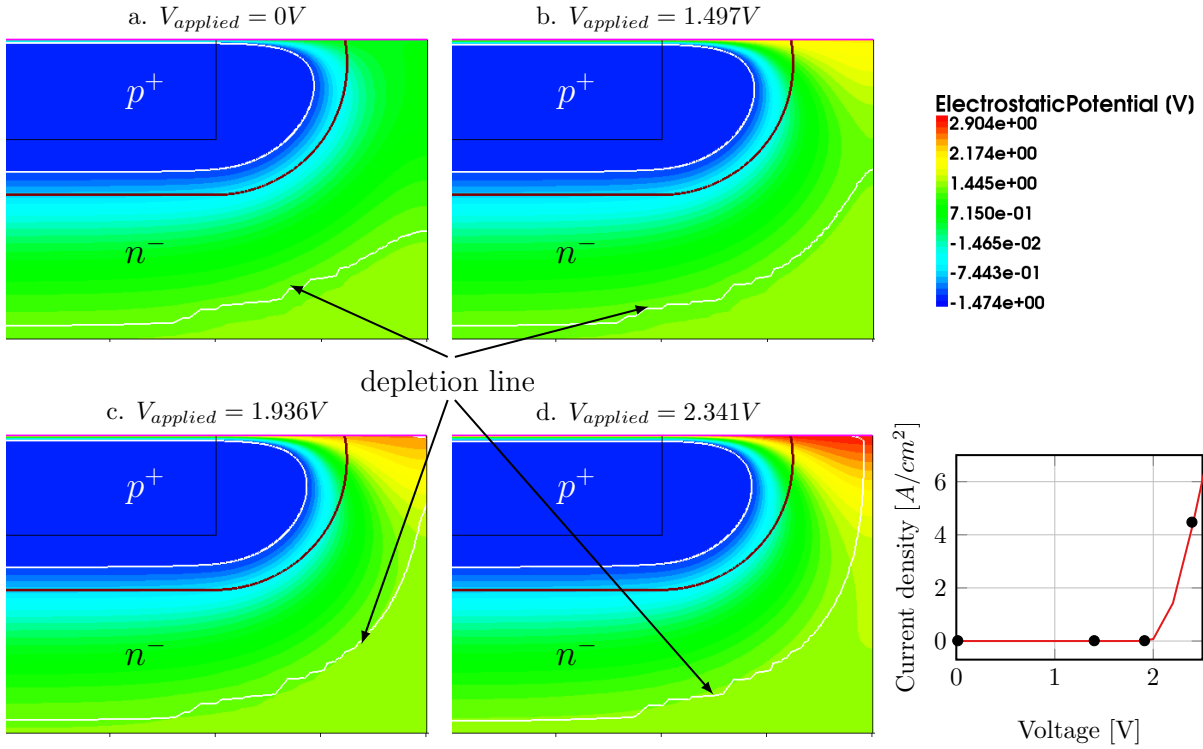 a. V_applied = 0V
b. V_applied = 1.497V
p⁺
p⁺
n⁻
n⁻
ElectrostaticPotential (V)
2.904e+00
2.174e+00
1.445e+00
7.150e-01
-1.465e-02
-7.443e-01
-1.474e+00
depletion line
c. V_applied = 1.936V
d. V_applied = 2.341V
p⁺
p⁺
n⁻
n⁻
Current density [A/cm²]
6
4
2
0
0
1
2
Voltage [V]